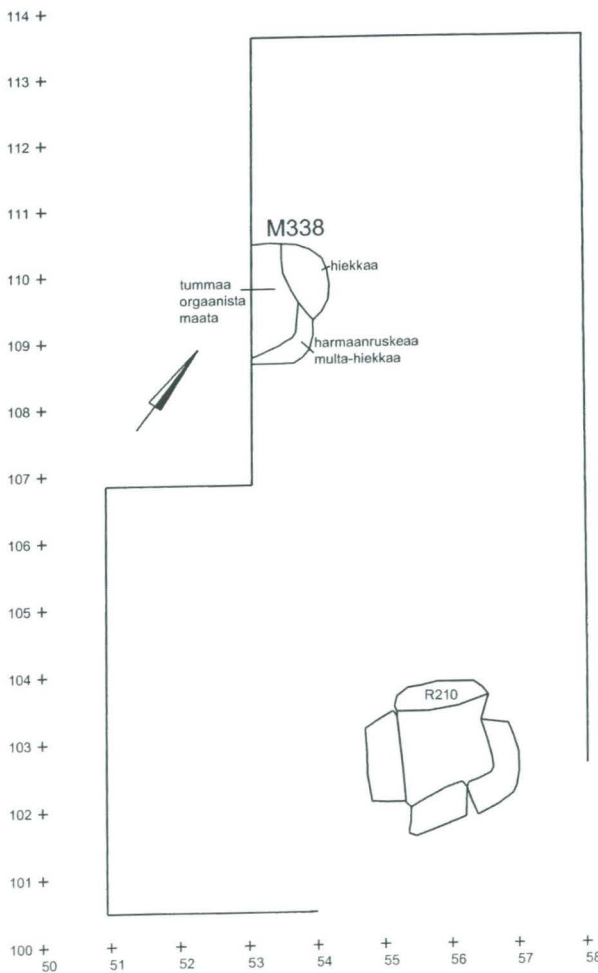 114 +
113 +
112 +
111 +
M338
hiekkaa
110 +
tummaa
orgaanista
maata
109 +
harmaanruskeaa
multa-hiekkaa
108 +
107 +
106 +
105 +
104 +
R210
103 +
102 +
101 +
100 +
+ + + + + + + +
50 51 52 53 54 55 56 57 58